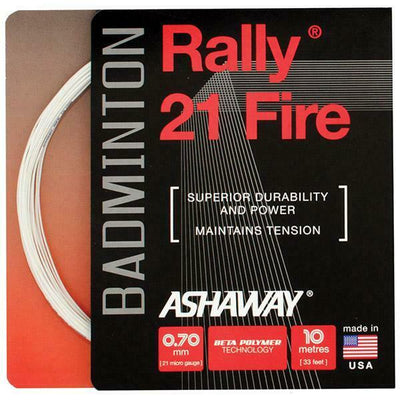 BADMINTON
Rally®
21 Fire
SUPERIOR DURABILITY
AND POWER
MAINTAINS TENSION
ASHAWAY®
0.70
mm
[21 micro gauge]
BETA POLYMER
TECHNOLOGY
10
metres
[33 feet]
made in
USA